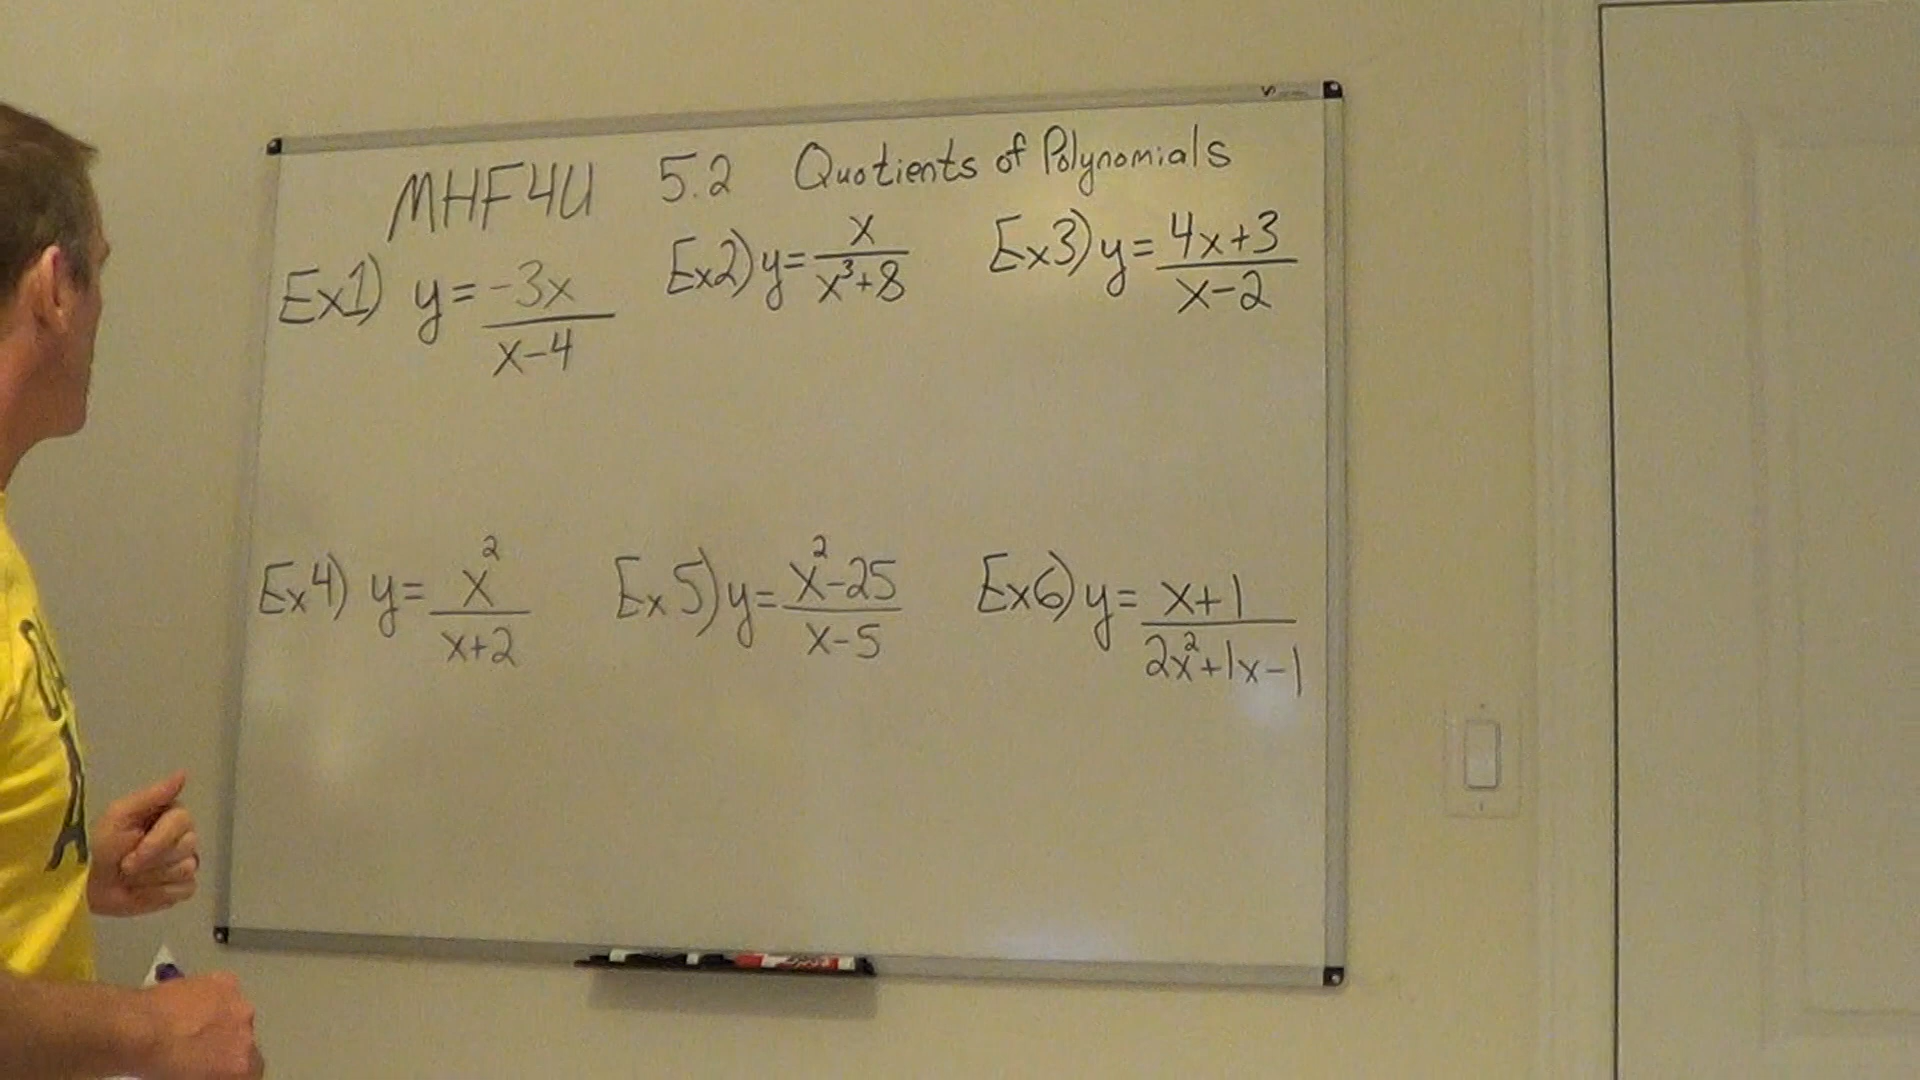 MHF4U 5.2 Quotients of Polynomials
Ex1) y = -3x/(x-4)
Ex2) y = x/(x³+8)
Ex3) y = (4x+3)/(x-2)
Ex4) y = x²/(x+2)
Ex5) y = (x²-25)/(x-5)
Ex6) y = (x+1)/(2x²+1x-1)